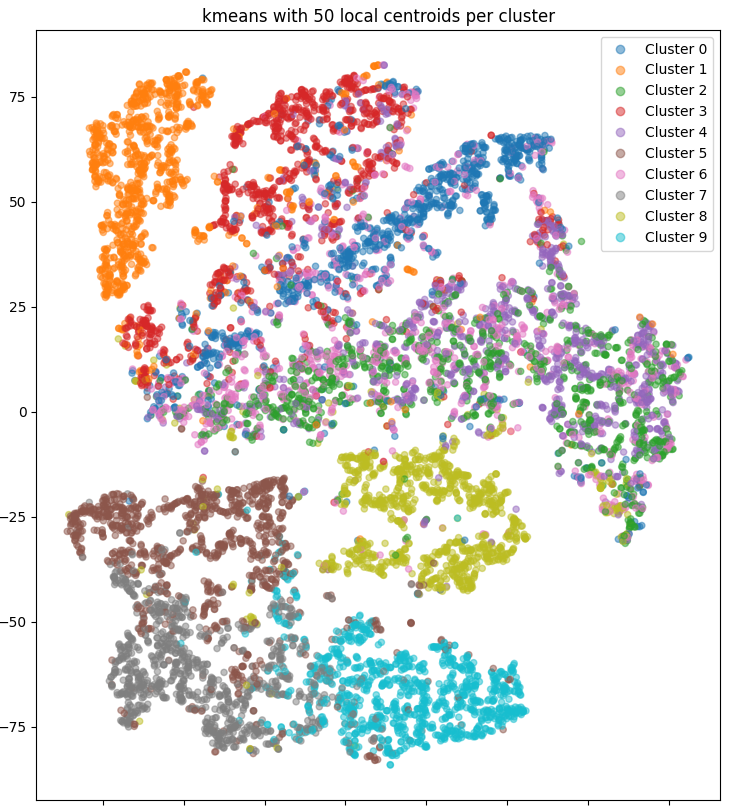 kmeans with 50 local centroids per cluster
Cluster 0
Cluster 1
Cluster 2
Cluster 3
Cluster 4
Cluster 5
Cluster 6
Cluster 7
Cluster 8
Cluster 9
75
50
25
0
−25
−50
−75